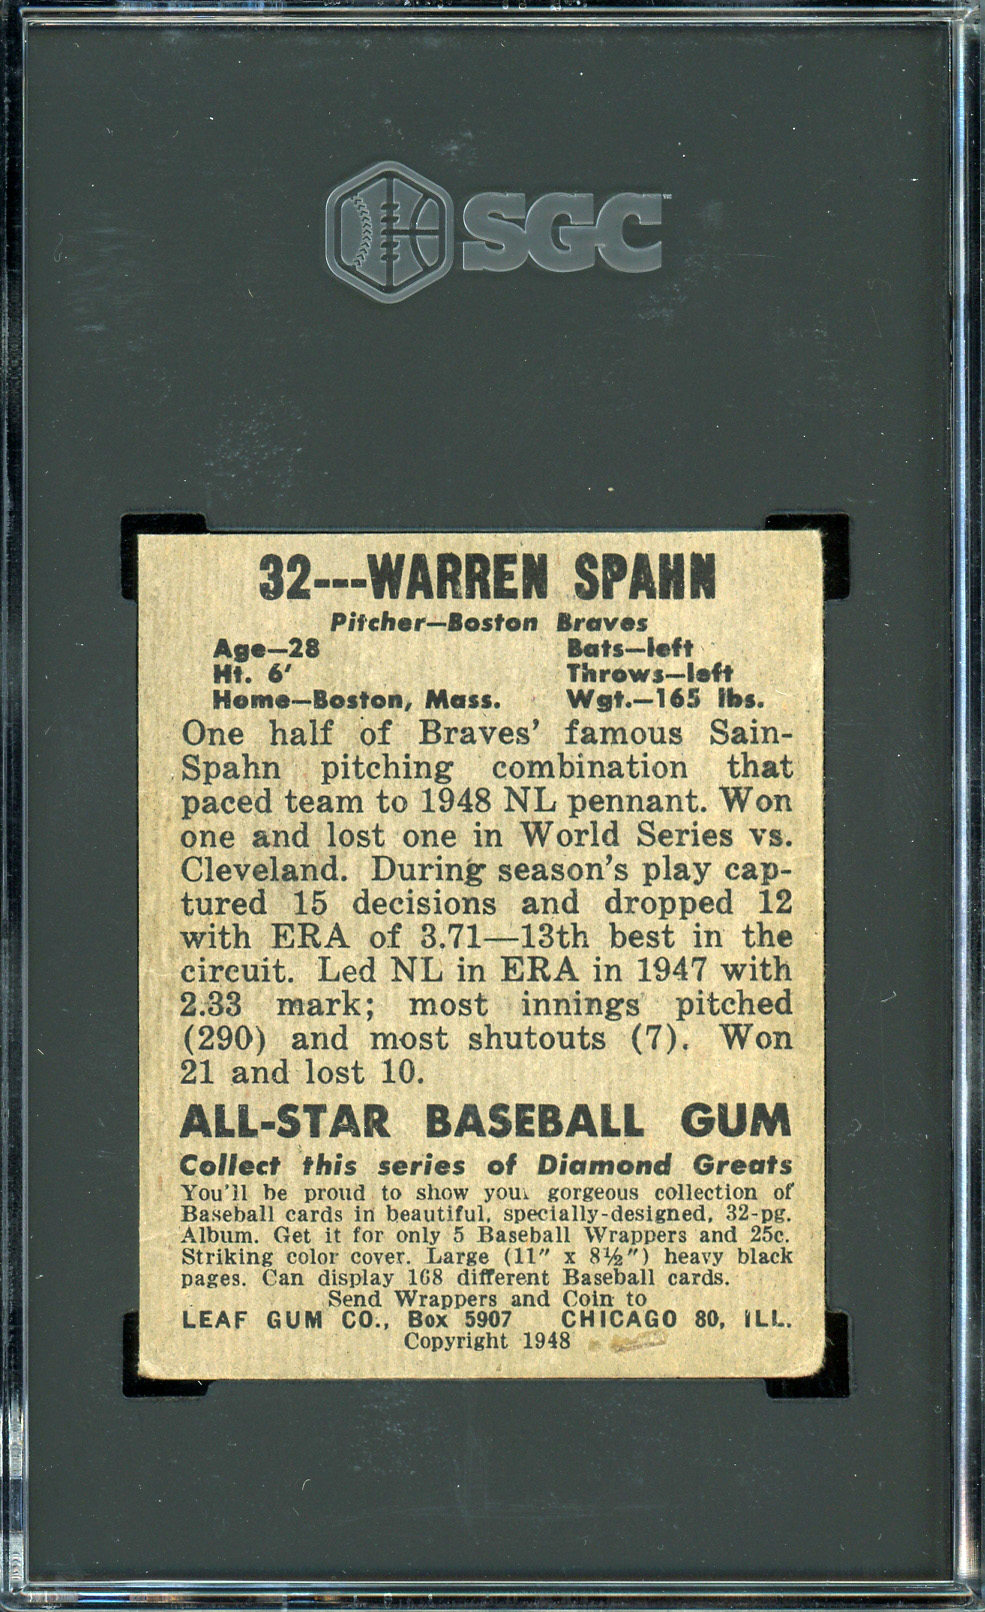 SGC™
32---WARREN SPAHN
Pitcher—Boston Braves
Age—28 Bats—left
Ht. 6' Throws—left
Home—Boston, Mass. Wgt.—165 lbs.
One half of Braves' famous Sain-
Spahn pitching combination that
paced team to 1948 NL pennant. Won
one and lost one in World Series vs.
Cleveland. During season's play cap-
tured 15 decisions and dropped 12
with ERA of 3.71—13th best in the
circuit. Led NL in ERA in 1947 with
2.33 mark; most innings pitched
(290) and most shutouts (7). Won
21 and lost 10.
ALL-STAR BASEBALL GUM
Collect this series of Diamond Greats
You'll be proud to show your gorgeous collection of
Baseball cards in beautiful, specially-designed, 32-pg.
Album. Get it for only 5 Baseball Wrappers and 25c.
Striking color cover. Large (11" x 8½") heavy black
pages. Can display 168 different Baseball cards.
Send Wrappers and Coin to
LEAF GUM CO., Box 5907 CHICAGO 80, ILL.
Copyright 1948